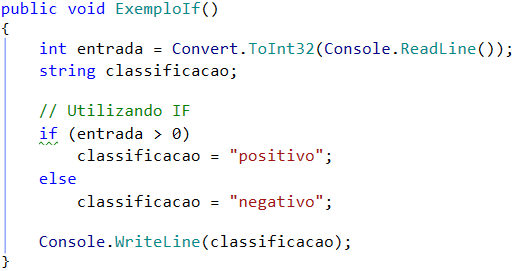 public void ExemploIf()
{
    int entrada = Convert.ToInt32(Console.ReadLine());
    string classificacao;

    // Utilizando IF
    if (entrada > 0)
        classificacao = "positivo";
    else
        classificacao = "negativo";

    Console.WriteLine(classificacao);
}